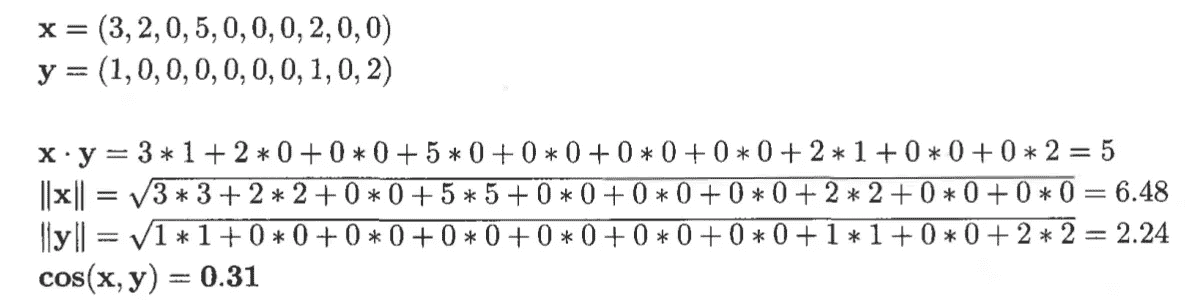 x = (3, 2, 0, 5, 0, 0, 0, 2, 0, 0)
y = (1, 0, 0, 0, 0, 0, 0, 1, 0, 2)
x · y = 3 * 1 + 2 * 0 + 0 * 0 + 5 * 0 + 0 * 0 + 0 * 0 + 0 * 0 + 2 * 1 + 0 * 0 + 0 * 2 = 5
‖x‖ = √3 * 3 + 2 * 2 + 0 * 0 + 5 * 5 + 0 * 0 + 0 * 0 + 0 * 0 + 2 * 2 + 0 * 0 + 0 * 0 = 6.48
‖y‖ = √1 * 1 + 0 * 0 + 0 * 0 + 0 * 0 + 0 * 0 + 0 * 0 + 0 * 0 + 1 * 1 + 0 * 0 + 2 * 2 = 2.24
cos(x, y) = 0.31